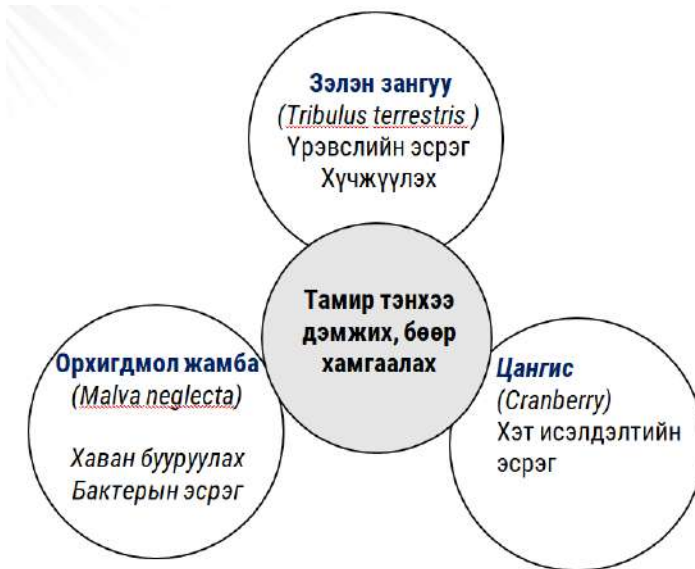 Зэлэн зангуу
(Tribulus terrestris )
Үрэвслийн эсрэг
Хүчжүүлэх
Тамир тэнхээ
дэмжих, бөөр
хамгаалах
Орхигдмол жамба
(Malva neglecta)
Хаван бууруулах
Бактерын эсрэг
Цангис
(Cranberry)
Хэт исэлдэлтийн
эсрэг